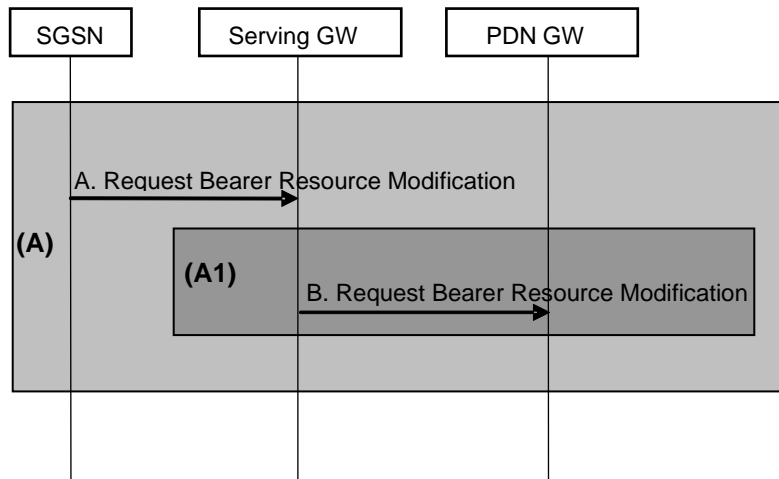 SGSN
Serving GW
PDN GW
A. Request Bearer Resource Modification
(A)
(A1)
B. Request Bearer Resource Modification